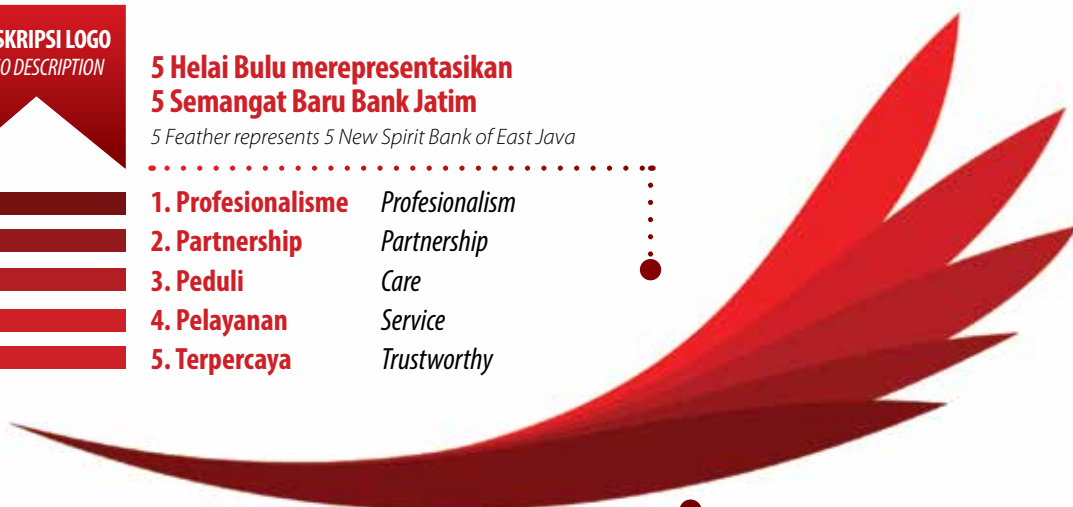 SKRIPSI LOGO
O DESCRIPTION
5 Helai Bulu merepresentasikan
5 Semangat Baru Bank Jatim
5 Feather represents 5 New Spirit Bank of East Java
1. Profesionalisme Profesionalism
2. Partnership Partnership
3. Peduli Care
4. Pelayanan Service
5. Terpercaya Trustworthy